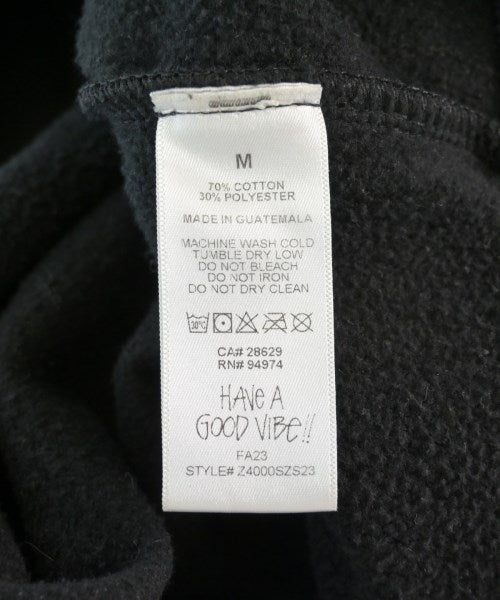 M
70% COTTON
30% POLYESTER
MADE IN GUATEMALA
MACHINE WASH COLD
TUMBLE DRY LOW
DO NOT BLEACH
DO NOT IRON
DO NOT DRY CLEAN
30°C
CA# 28629
RN# 94974
HAVE A
GOOD VIBE!!
FA23
STYLE# Z4000SZS23